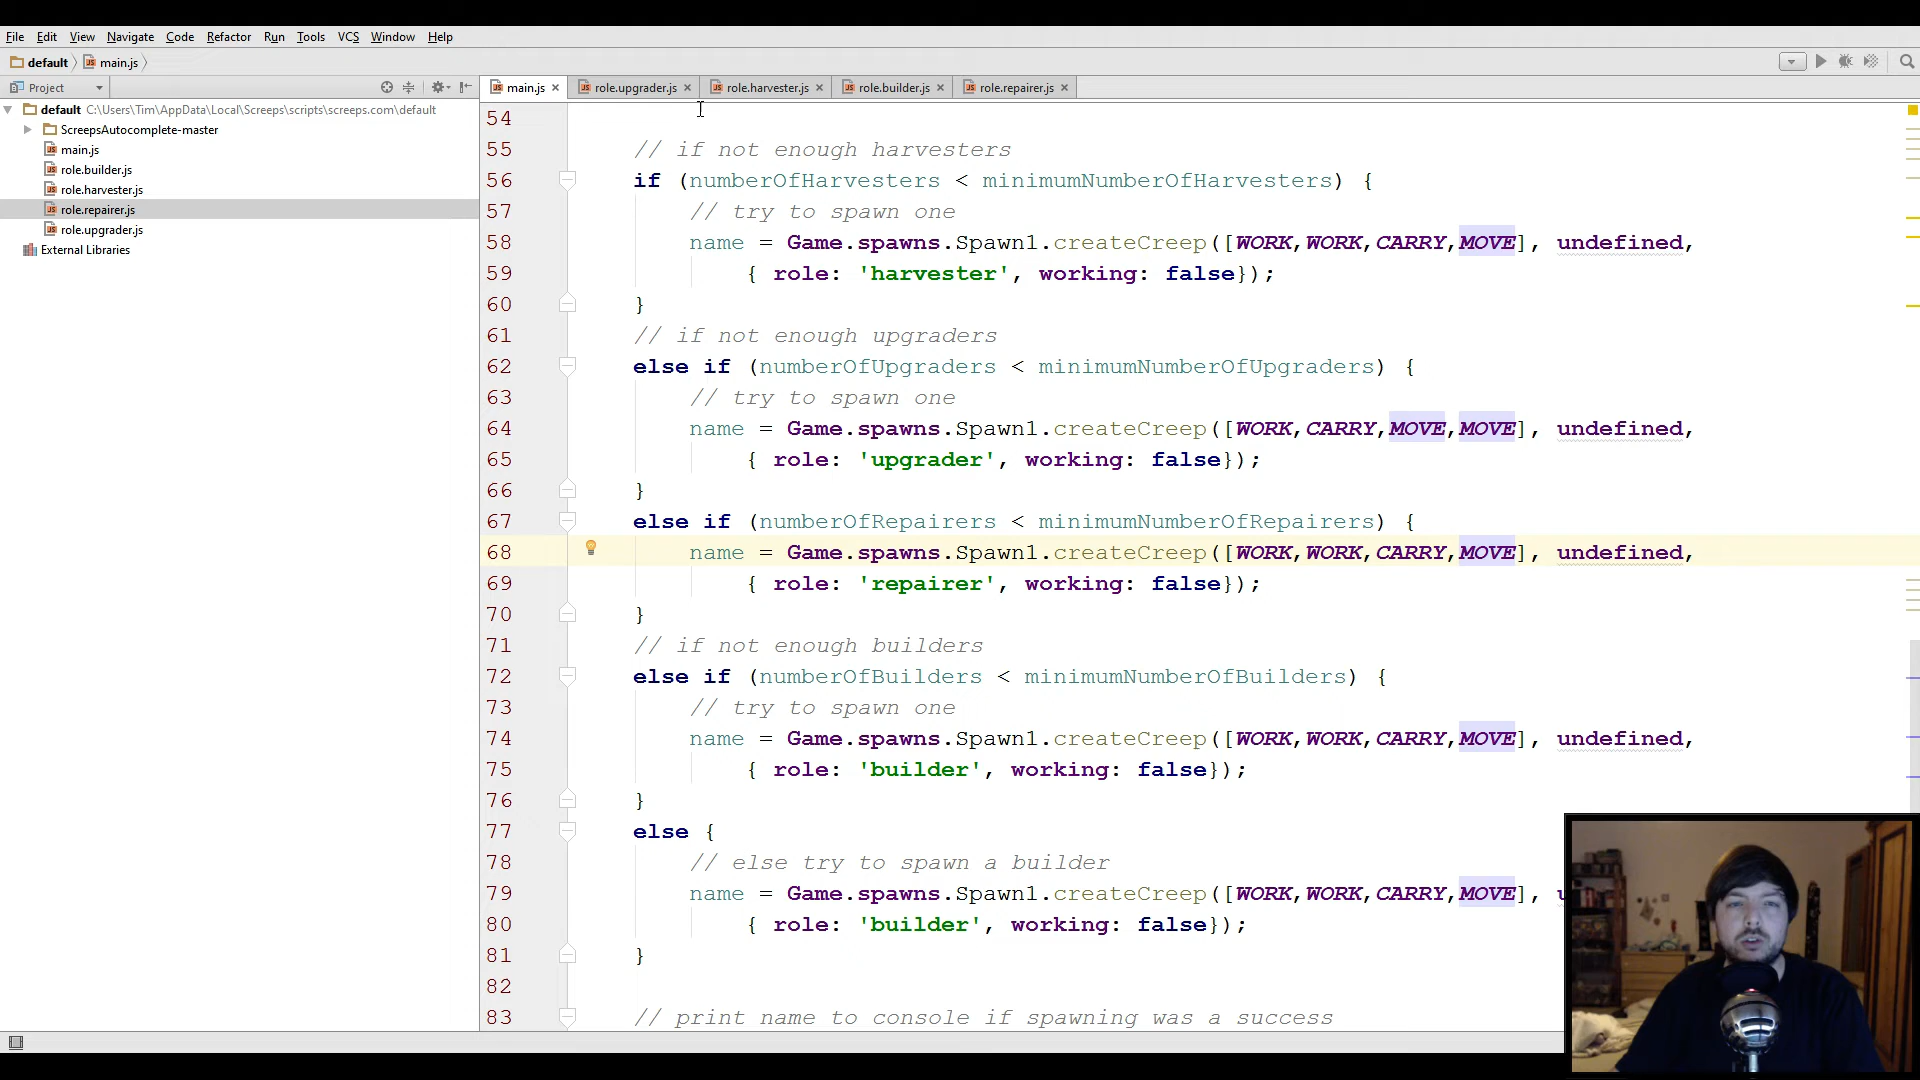 File Edit View Navigate Code Refactor Run Tools VCS Window Help
default main.js
Project
main.js role.upgrader.js role.harvester.js role.builder.js role.repairer.js
default C:\Users\Tim\AppData\Local\Screeps\scripts\screeps.com\default
ScreepsAutocomplete-master
main.js
role.builder.js
role.harvester.js
role.repairer.js
role.upgrader.js
External Libraries
54
55 // if not enough harvesters
56 if (numberOfHarvesters < minimumNumberOfHarvesters) {
57 // try to spawn one
58 name = Game.spawns.Spawn1.createCreep([WORK,WORK,CARRY,MOVE], undefined,
59 { role: 'harvester', working: false});
60 }
61 // if not enough upgraders
62 else if (numberOfUpgraders < minimumNumberOfUpgraders) {
63 // try to spawn one
64 name = Game.spawns.Spawn1.createCreep([WORK,CARRY,MOVE,MOVE], undefined,
65 { role: 'upgrader', working: false});
66 }
67 else if (numberOfRepairers < minimumNumberOfRepairers) {
68 name = Game.spawns.Spawn1.createCreep([WORK,WORK,CARRY,MOVE], undefined,
69 { role: 'repairer', working: false});
70 }
71 // if not enough builders
72 else if (numberOfBuilders < minimumNumberOfBuilders) {
73 // try to spawn one
74 name = Game.spawns.Spawn1.createCreep([WORK,WORK,CARRY,MOVE], undefined,
75 { role: 'builder', working: false});
76 }
77 else {
78 // else try to spawn a builder
79 name = Game.spawns.Spawn1.createCreep([WORK,WORK,CARRY,MOVE],
80 { role: 'builder', working: false});
81 }
82
83 // print name to console if spawning was a success